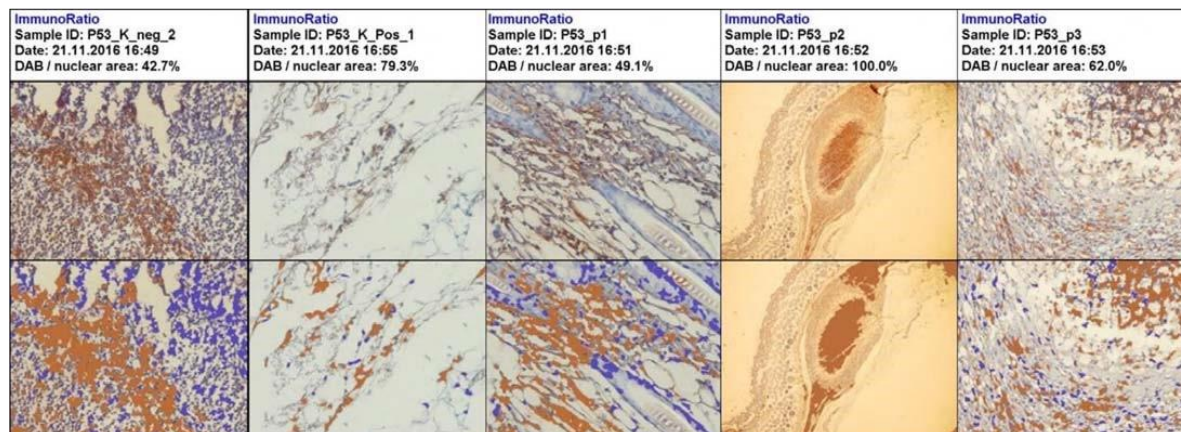 ImmunoRatio
Sample ID: P53_K_neg_2
Date: 21.11.2016 16:49
DAB / nuclear area: 42.7%
ImmunoRatio
Sample ID: P53_K_Pos_1
Date: 21.11.2016 16:55
DAB / nuclear area: 79.3%
ImmunoRatio
Sample ID: P53_p1
Date: 21.11.2016 16:51
DAB / nuclear area: 49.1%
ImmunoRatio
Sample ID: P53_p2
Date: 21.11.2016 16:52
DAB / nuclear area: 100.0%
ImmunoRatio
Sample ID: P53_p3
Date: 21.11.2016 16:53
DAB / nuclear area: 62.0%